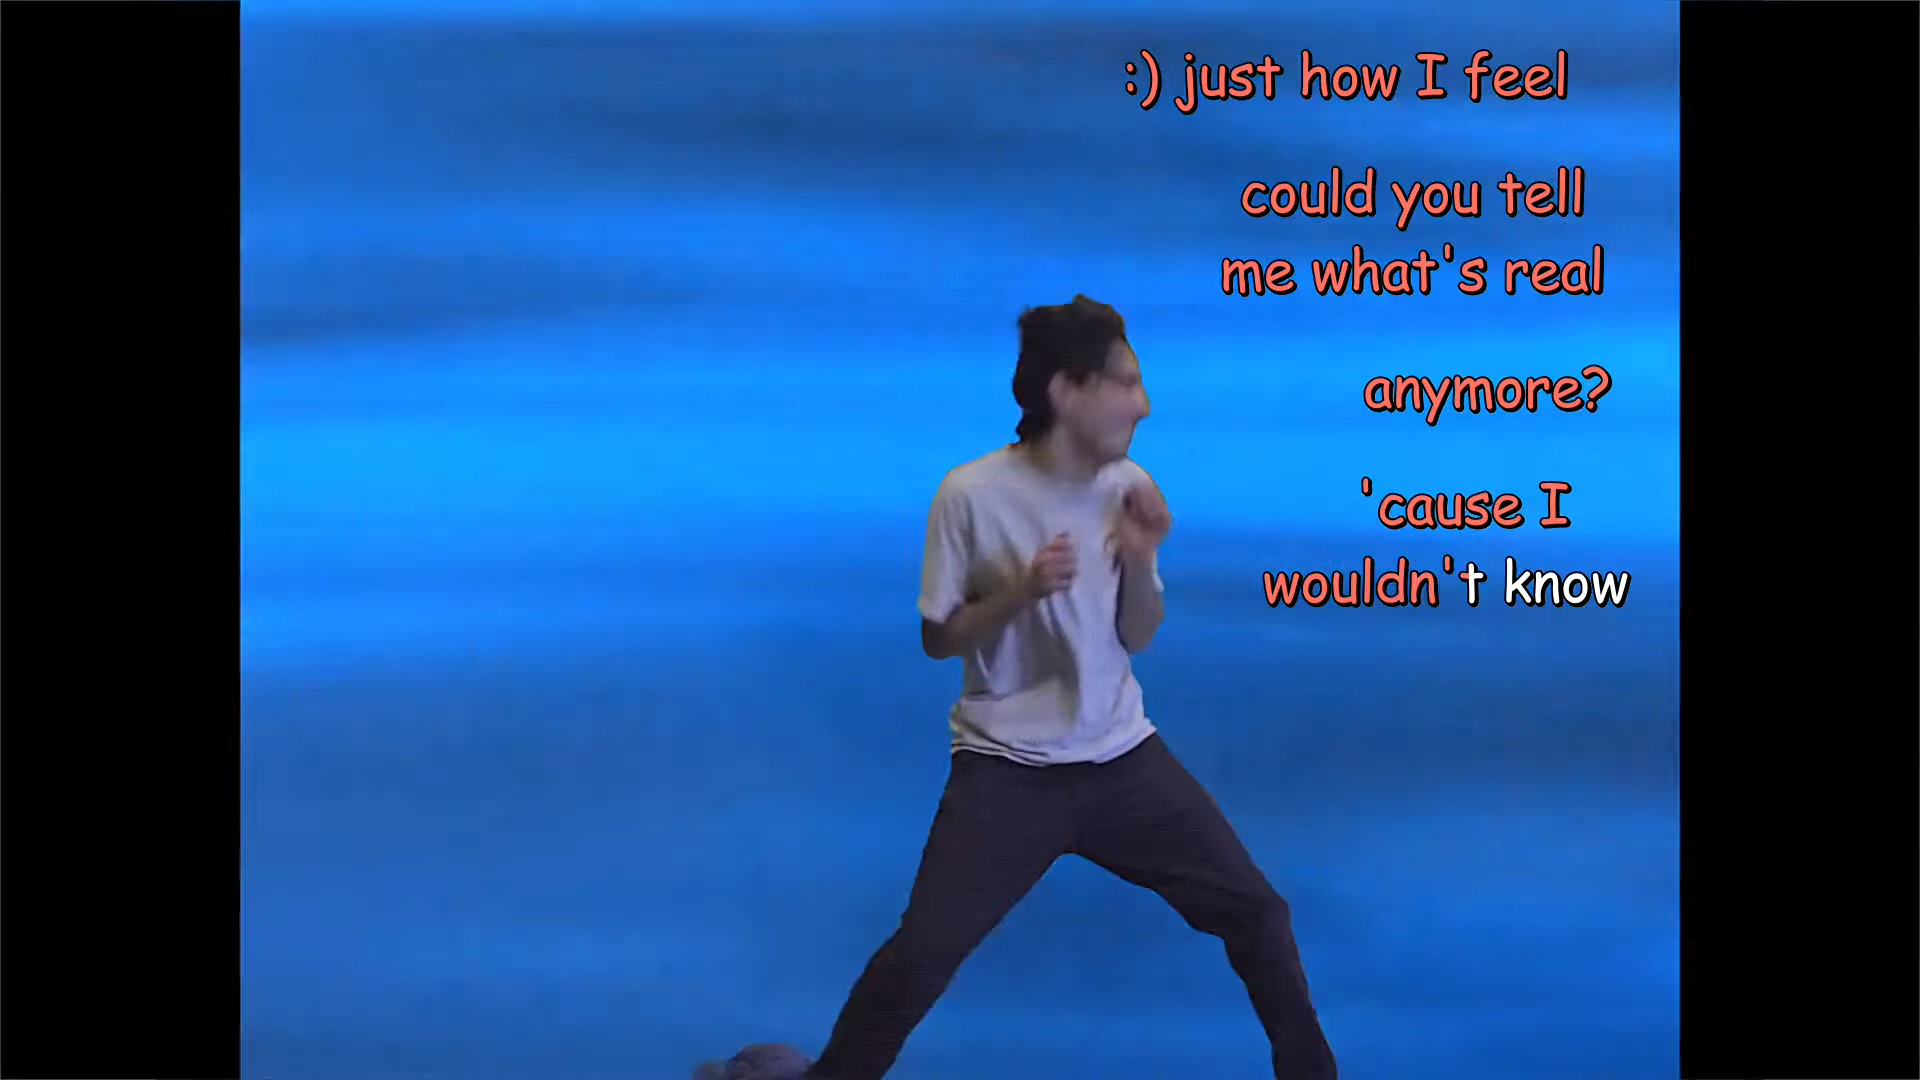 :) just how I feel
could you tell
me what's real
anymore?
'cause I
wouldn't know